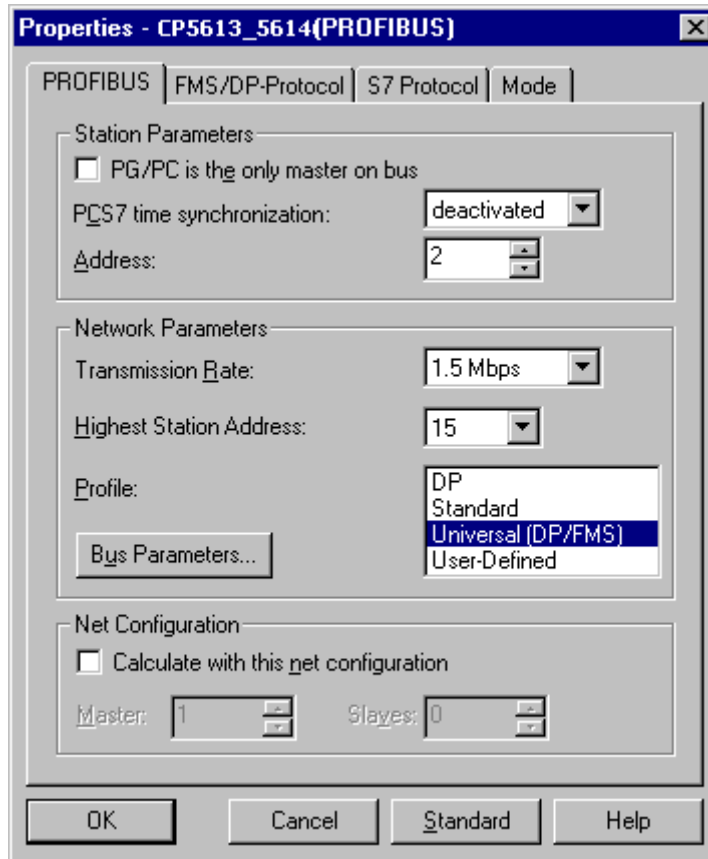 Properties - CP5613_5614(PROFIBUS)
PROFIBUS FMS/DP-Protocol S7 Protocol Mode
Station Parameters
PG/PC is the only master on bus
PCS7 time synchronization: deactivated
Address: 2
Network Parameters
Transmission Rate: 1.5 Mbps
Highest Station Address: 15
Profile: DP
Standard
Universal (DP/FMS)
User-Defined
Bus Parameters...
Net Configuration
Calculate with this net configuration
Master: 1 Slaves: 0
OK Cancel Standard Help